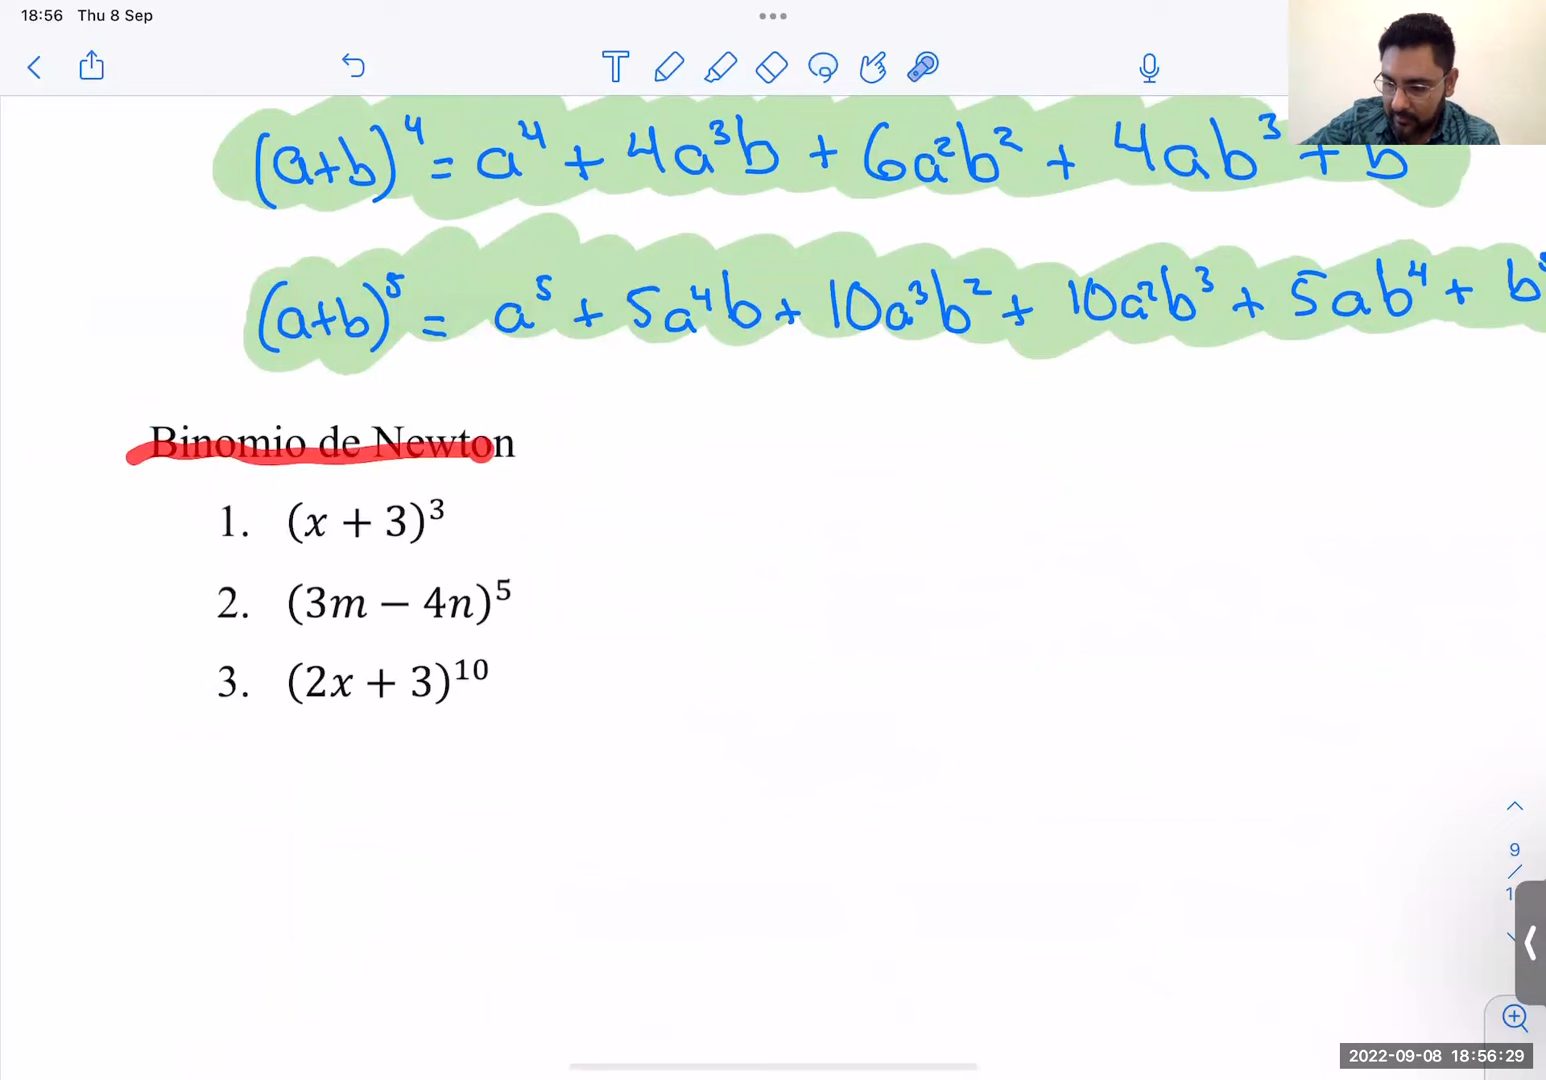 18:56 Thu 8 Sep
(a+b)⁴ = a⁴ + 4a³b + 6a²b² + 4ab³ + b
(a+b)⁵ = a⁵ + 5a⁴b + 10a³b² + 10a²b³ + 5ab⁴ + b⁵
Binomio de Newton
1. (x + 3)³
2. (3m − 4n)⁵
3. (2x + 3)¹⁰
9
/
1
2022-09-08 18:56:29